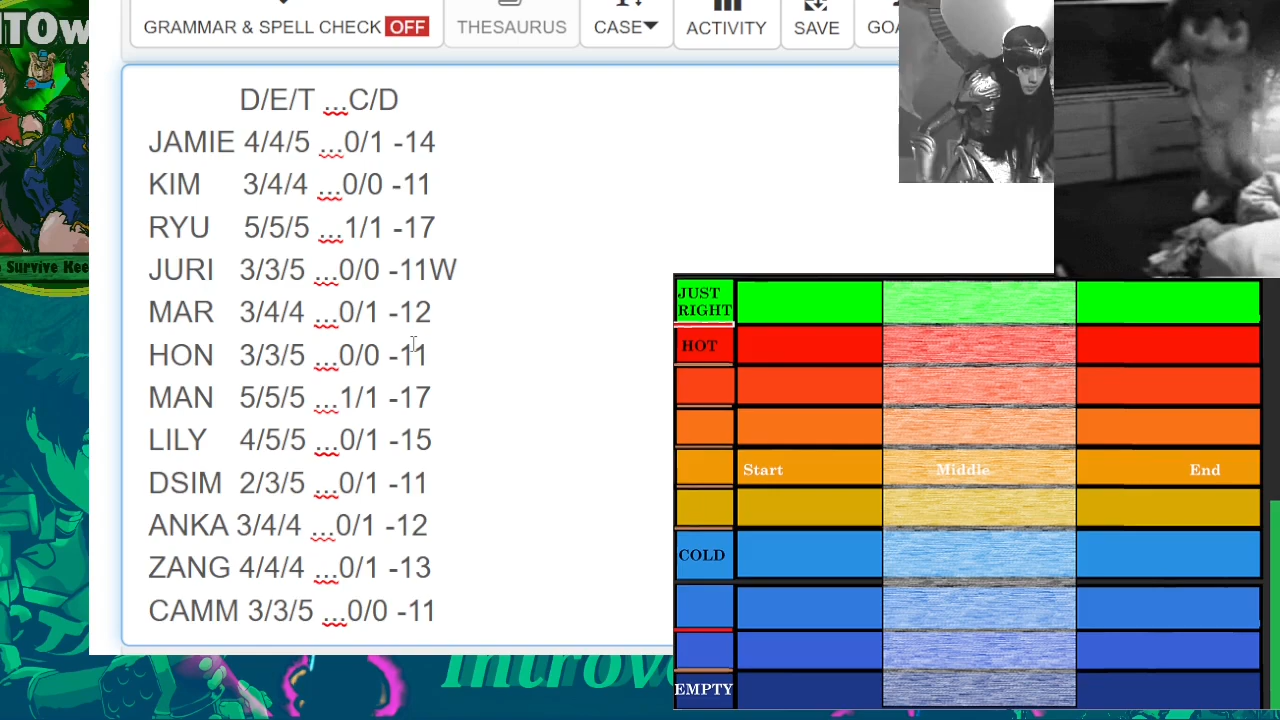 TOw
GRAMMAR & SPELL CHECK OFF
THESAURUS
CASE
ACTIVITY
SAVE
D/E/T ...C/D
JAMIE 4/4/5 ...0/1 -14
KIM 3/4/4 ...0/0 -11
RYU 5/5/5 ...1/1 -17
JURI 3/3/5 ...0/0 -11W
MAR 3/4/4 ...0/1 -12
HON 3/3/5 ...0/0 -11
MAN 5/5/5 ...1/1 -17
LILY 4/5/5 ...0/1 -15
DSIM 2/3/5 ...0/1 -11
ANKA 3/4/4 ...0/1 -12
ZANG 4/4/4 ...0/1 -13
CAMM 3/3/5 ...0/0 -11
Survive Kee
JUST
RIGHT
HOT
Start Middle End
COLD
EMPTY
Introve